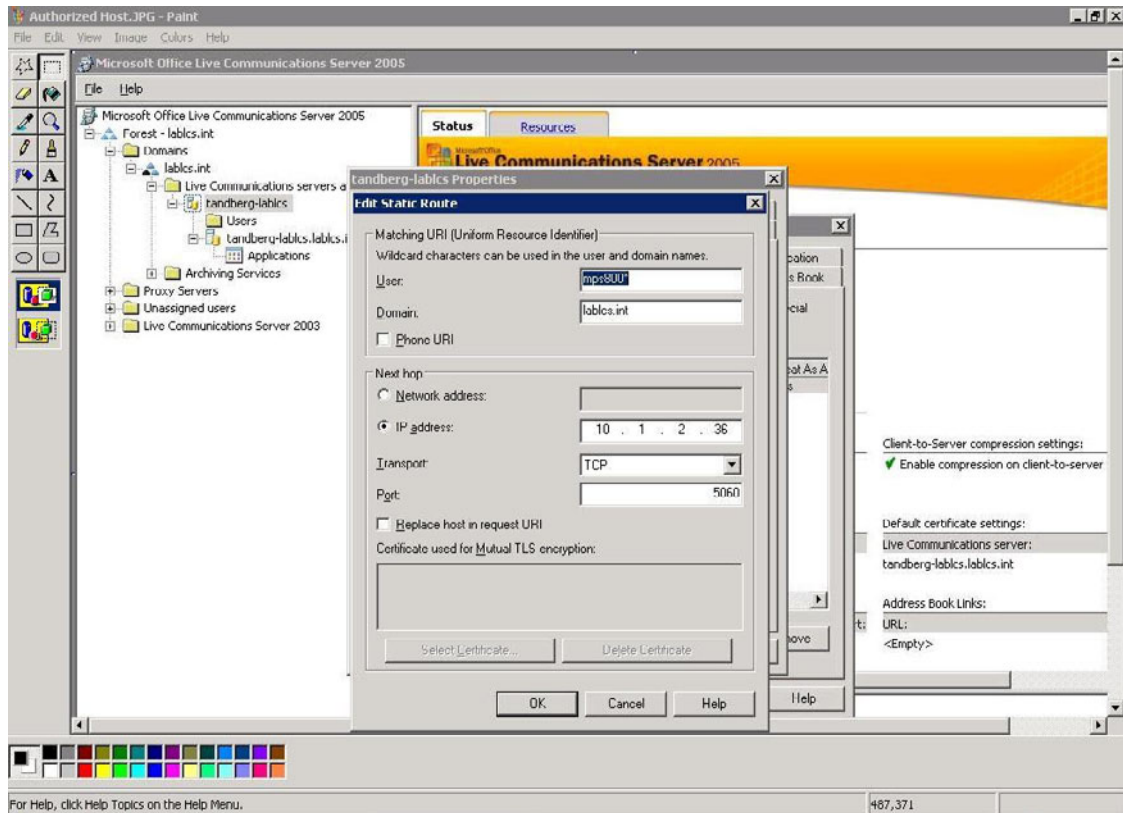 Authorized Host.JPG - Paint
File Edit View Image Colors Help
Microsoft Office Live Communications Server 2005
File Help
Microsoft Office Live Communications Server 2005
Forest - lablcs.int
Domains
lablcs.int
Live Communications servers a
tandberg-lablcs
Users
tandberg-lablcs.lablcs.i
Applications
Archiving Services
Proxy Servers
Unassigned users
Live Communications Server 2003
Status Resources
Microsoft Office
Live Communications Server 2005
tandberg-lablcs Properties
Edit Static Route
Matching URI (Uniform Resource Identifier)
Wildcard characters can be used in the user and domain names.
User: mps800*
Domain: lablcs.int
Phone URI
Next hop
Network address:
IP address: 10 . 1 . 2 . 36
Transport: TCP
Port: 5060
Replace host in request URI
Certificate used for Mutual TLS encryption:
Select Certificate... Delete Certificate
OK Cancel Help
s Book
eat As A
ove
Help
Client-to-Server compression settings:
Enable compression on client-to-server
Default certificate settings:
Live Communications server:
tandberg-lablcs.lablcs.int
Address Book Links:
rt: URL:
<Empty>
For Help, click Help Topics on the Help Menu.
487,371